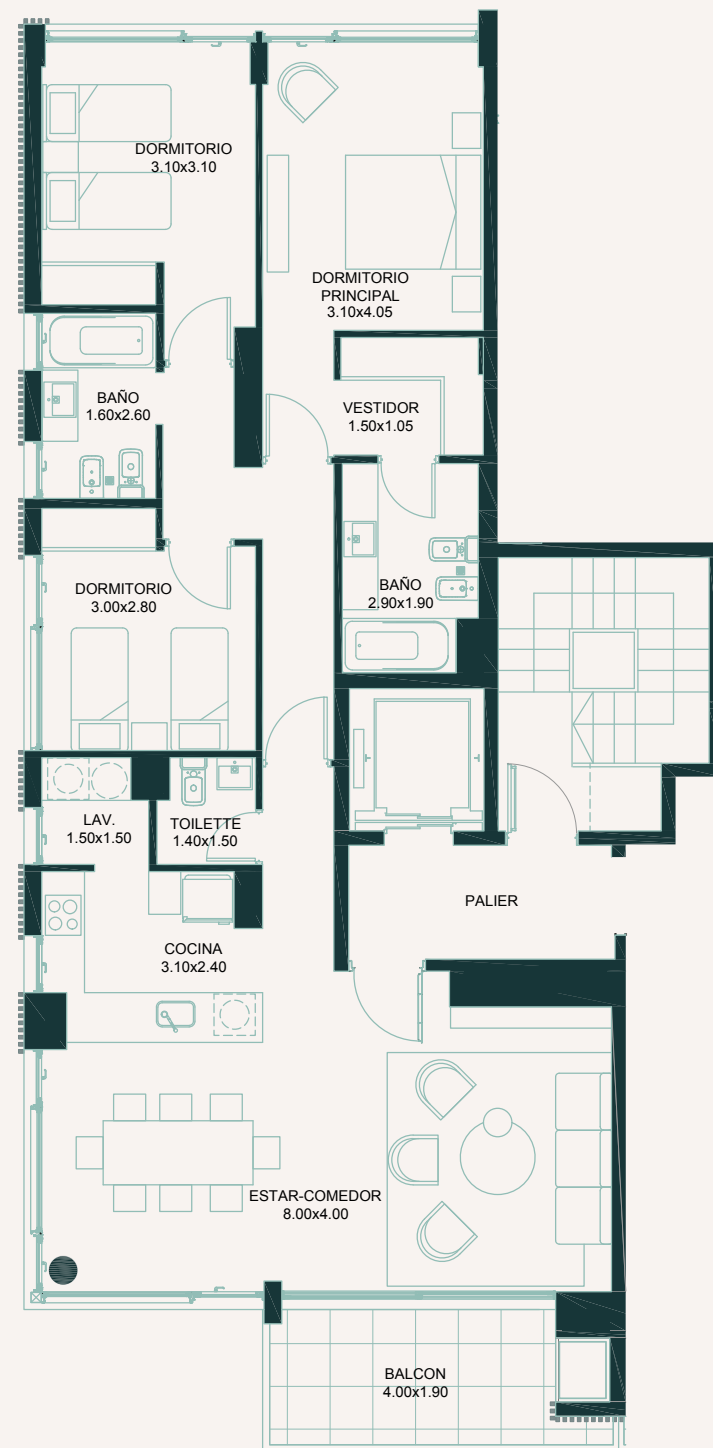 DORMITORIO
3.10x3.10
DORMITORIO
PRINCIPAL
3.10x4.05
BAÑO
1.60x2.60
VESTIDOR
1.50x1.05
DORMITORIO
3.00x2.80
BAÑO
2.90x1.90
LAV.
1.50x1.50
TOILETTE
1.40x1.50
PALIER
COCINA
3.10x2.40
ESTAR-COMEDOR
8.00x4.00
BALCON
4.00x1.90